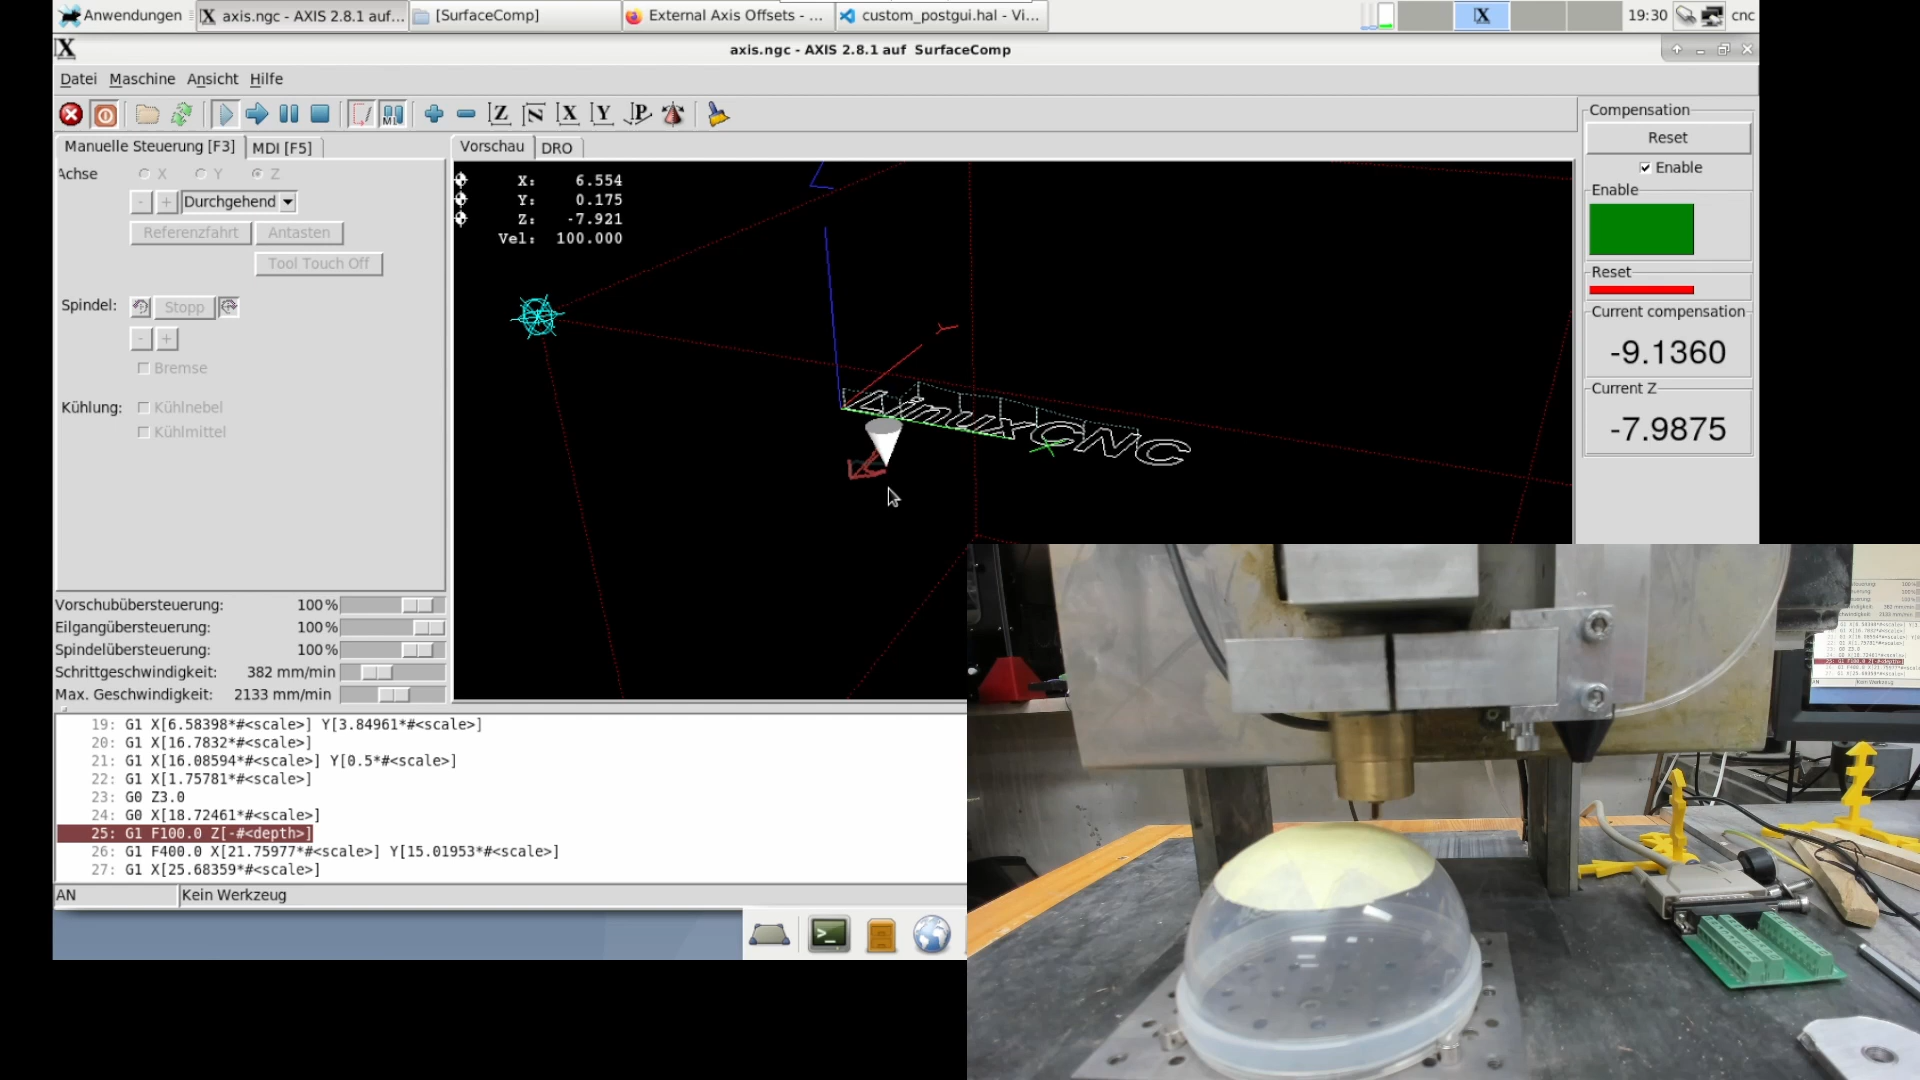 Anwendungen
axis.ngc - AXIS 2.8.1 auf...
[SurfaceComp]
External Axis Offsets - ...
custom_postgui.hal - Vi...
19:30
cnc
axis.ngc - AXIS 2.8.1 auf SurfaceComp
Datei Maschine Ansicht Hilfe
Z N X Y P
Manuelle Steuerung [F3]
MDI [F5]
Achse X Y Z
- + Durchgehend
Referenzfahrt Antasten
Tool Touch Off
Spindel: Stopp
- +
Bremse
Kühlung: Kühlnebel
Kühlmittel
Vorschubübersteuerung: 100 %
Eilgangübersteuerung: 100 %
Spindelübersteuerung: 100 %
Schrittgeschwindigkeit: 382 mm/min
Max. Geschwindigkeit: 2133 mm/min
Vorschau DRO
X: 6.554
Y: 0.175
Z: -7.921
Vel: 100.000
LinuxCNC
Compensation
Reset
Enable
Enable
Reset
Current compensation
-9.1360
Current Z
-7.9875
19: G1 X[6.58398*#<scale>] Y[3.84961*#<scale>]
20: G1 X[16.7832*#<scale>]
21: G1 X[16.08594*#<scale>] Y[0.5*#<scale>]
22: G1 X[1.75781*#<scale>]
23: G0 Z3.0
24: G0 X[18.72461*#<scale>]
25: G1 F100.0 Z[-#<depth>]
26: G1 F400.0 X[21.75977*#<scale>] Y[15.01953*#<scale>]
27: G1 X[25.68359*#<scale>]
AN Kein Werkzeug